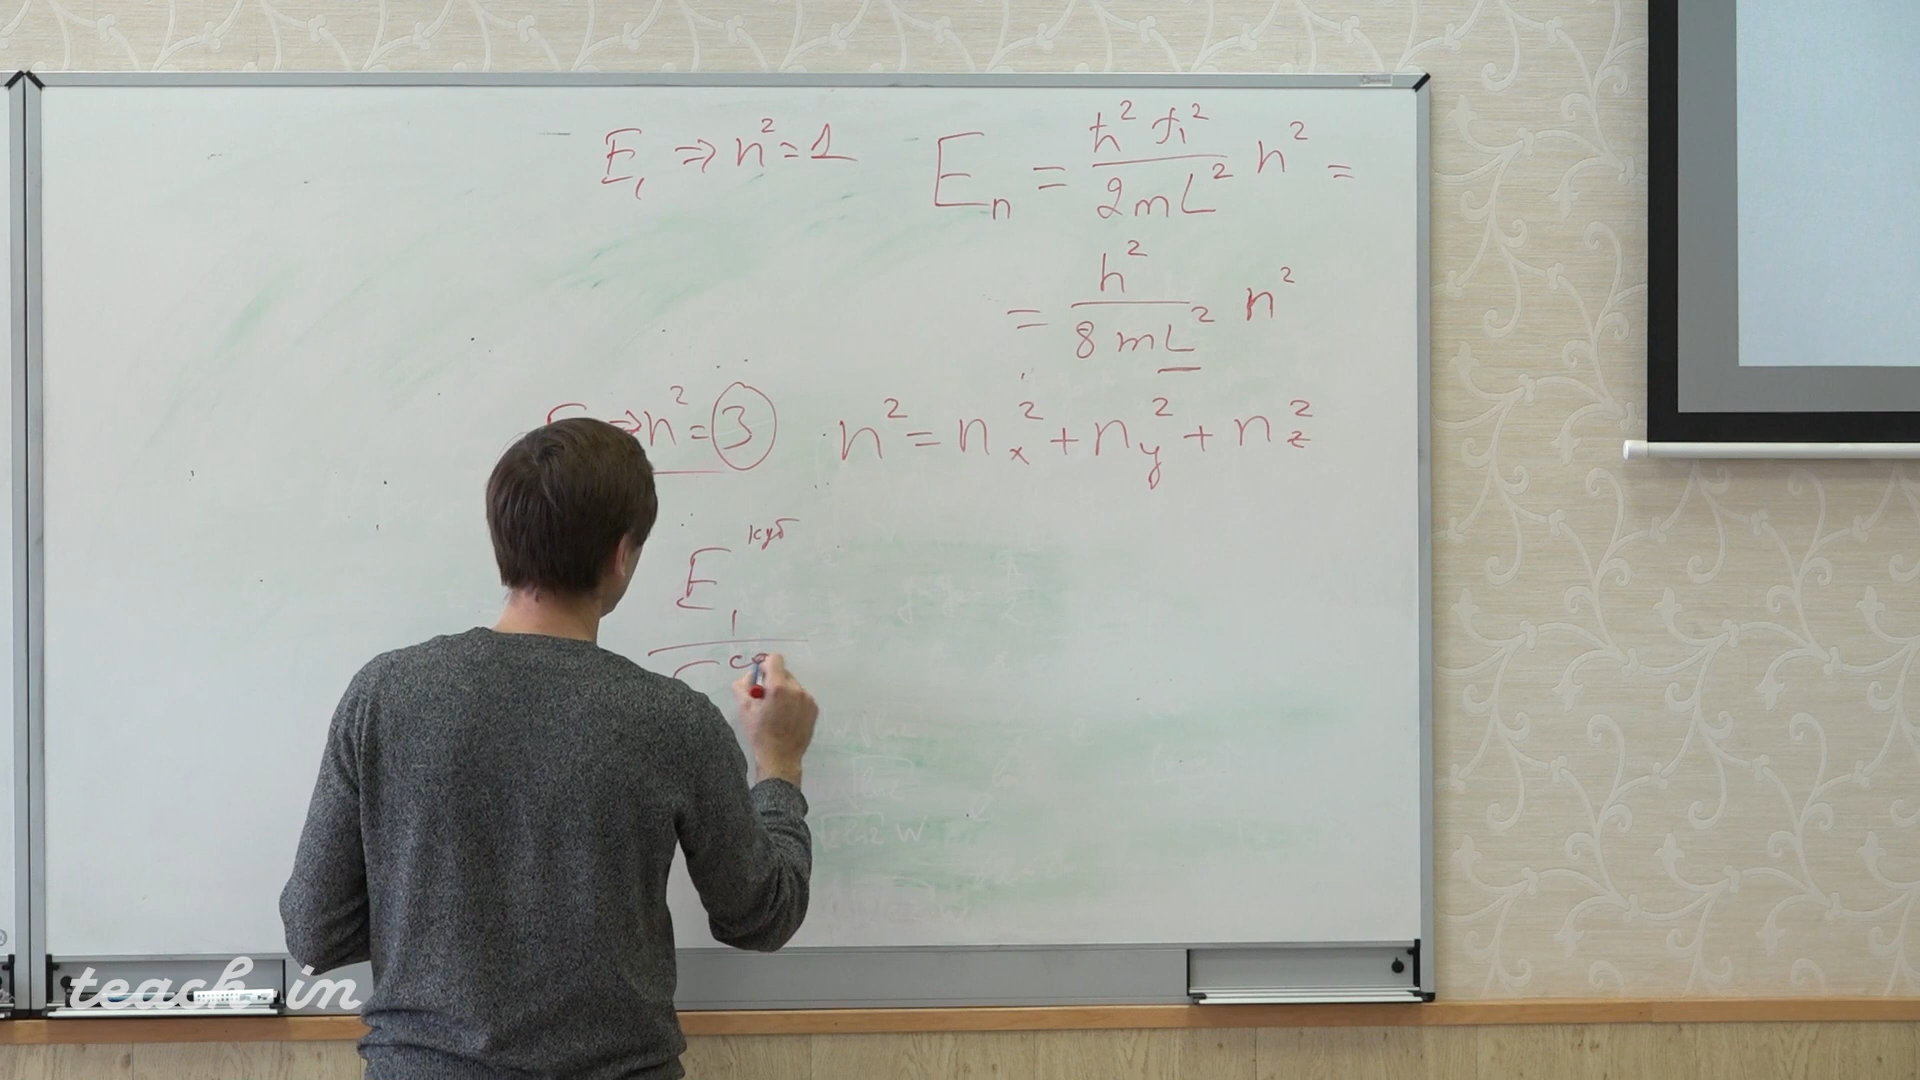 E₁ ⇒ n² = 1
Eₙ = ħ²π²/2mL² n² =
= h²/8mL² n²
⇒ n² = 3
n² = nₓ² + n_y² + n_z²
E₁ куб
teach-in